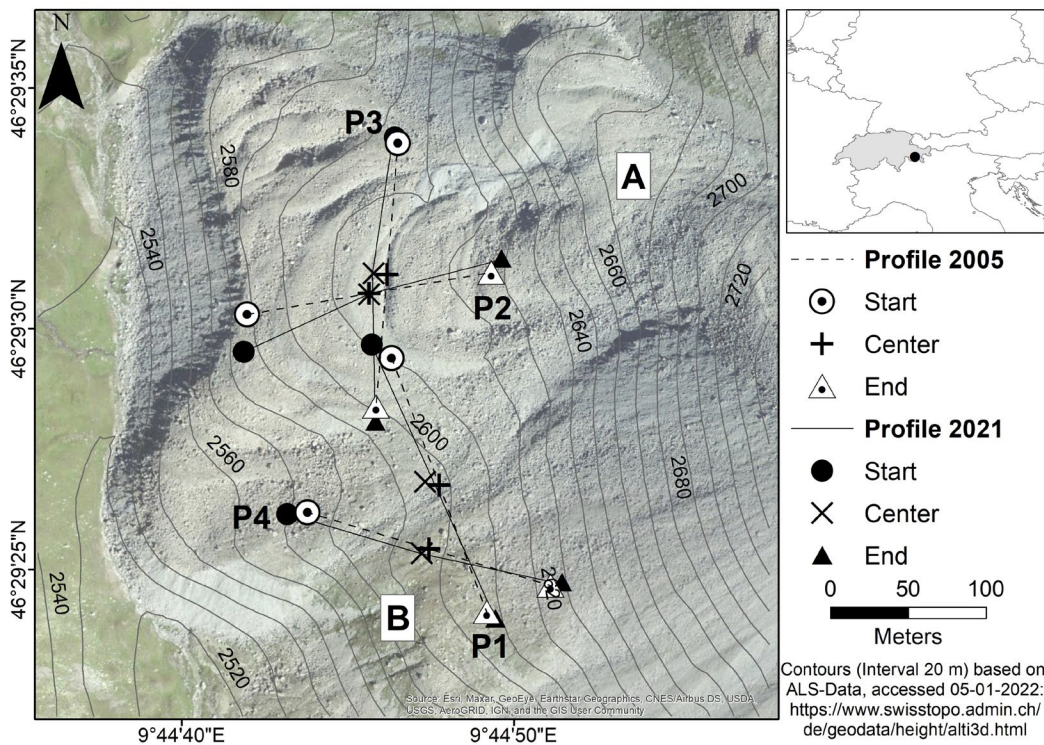 N
46°29'35"N
46°29'30"N
46°29'25"N
9°44'40"E
9°44'50"E
P3
A
2580
2540
2700
2660
2720
P2
2640
2600
2560
2680
P4
2540
B
P1
2520
Source: Esri, Maxar, GeoEye, Earthstar Geographics, CNES/Airbus DS, USDA,
USGS, AeroGRID, IGN, and the GIS User Community
Profile 2005
Start
Center
End
Profile 2021
Start
Center
End
0 50 100
Meters
Contours (Interval 20 m) based on
ALS-Data, accessed 05-01-2022:
https://www.swisstopo.admin.ch/
de/geodata/height/alti3d.html